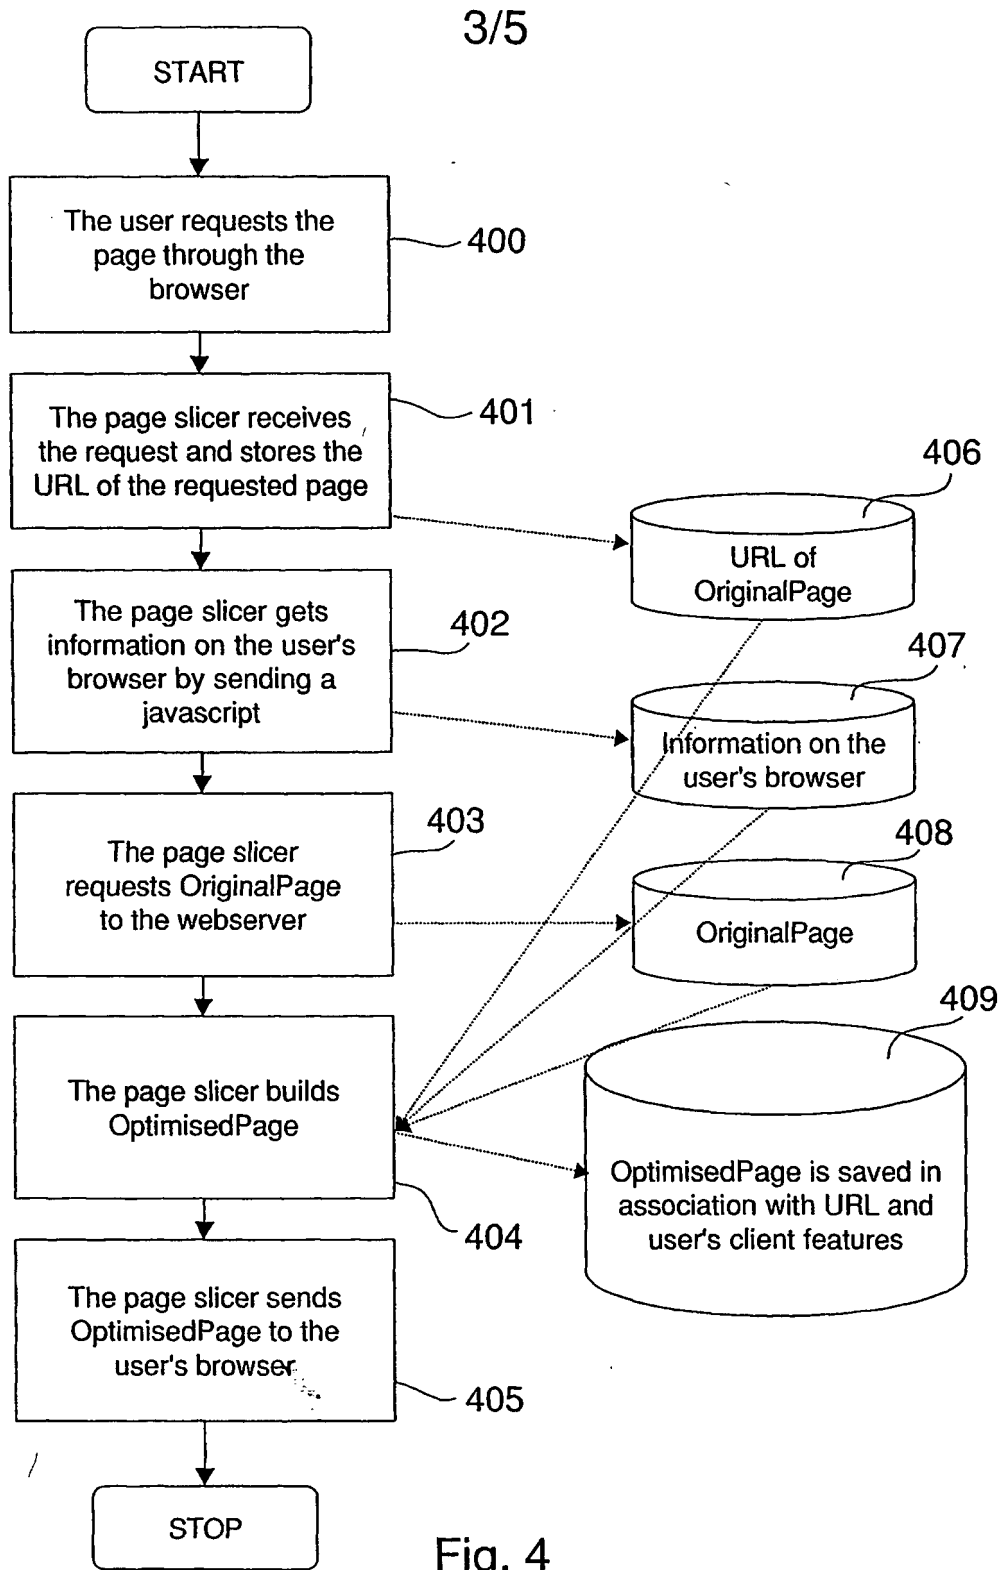 3/5
START
The user requests the
page through the
browser
400
The page slicer receives
the request and stores the
URL of the requested page
401
406
URL of
OriginalPage
The page slicer gets
information on the user's
browser by sending a
javascript
402
407
Information on the
user's browser
The page slicer
requests OriginalPage
to the webserver
403
408
OriginalPage
409
The page slicer builds
OptimisedPage
404
OptimisedPage is saved in
association with URL and
user's client features
The page slicer sends
OptimisedPage to the
user's browser
405
STOP
Fig. 4